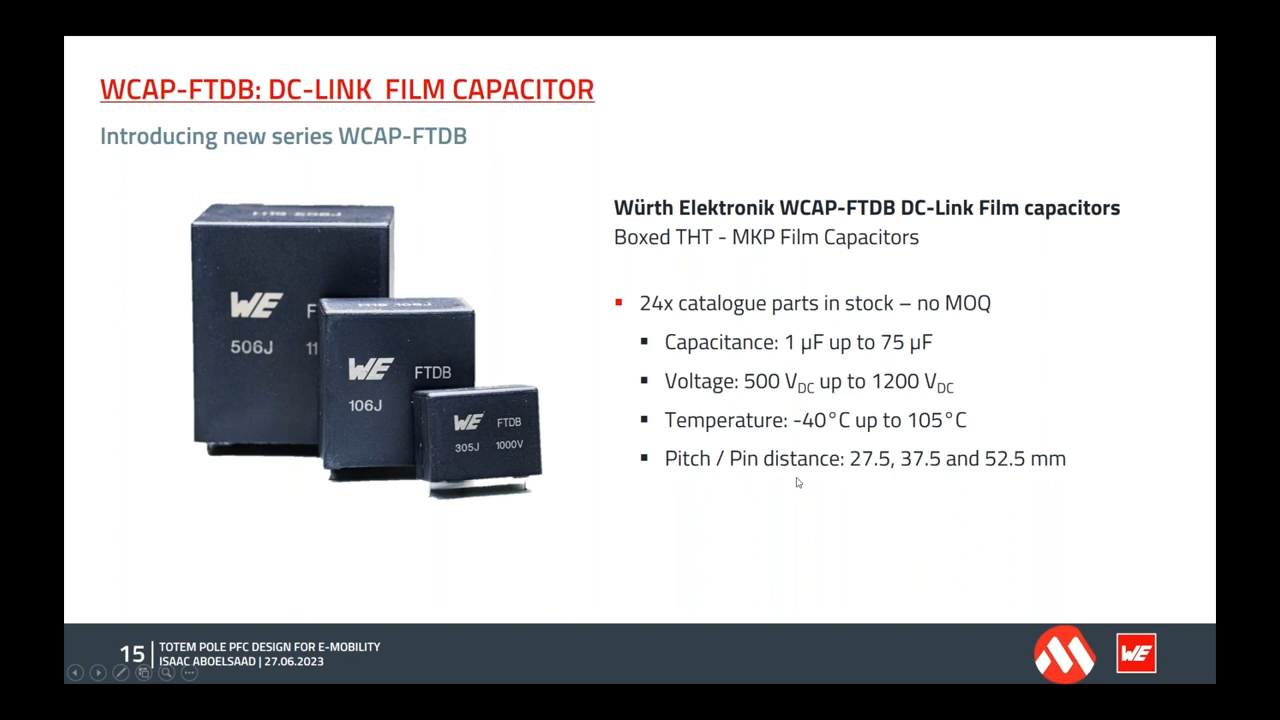 WCAP-FTDB: DC-LINK FILM CAPACITOR
Introducing new series WCAP-FTDB
WE
F
506J 11
WE FTDB
106J
WE FTDB
305J 1000V
Würth Elektronik WCAP-FTDB DC-Link Film capacitors
Boxed THT - MKP Film Capacitors
24x catalogue parts in stock – no MOQ
Capacitance: 1 µF up to 75 µF
Voltage: 500 VDC up to 1200 VDC
Temperature: -40°C up to 105°C
Pitch / Pin distance: 27.5, 37.5 and 52.5 mm
15
TOTEM POLE PFC DESIGN FOR E-MOBILITY
ISAAC ABOELSAAD | 27.06.2023
WE